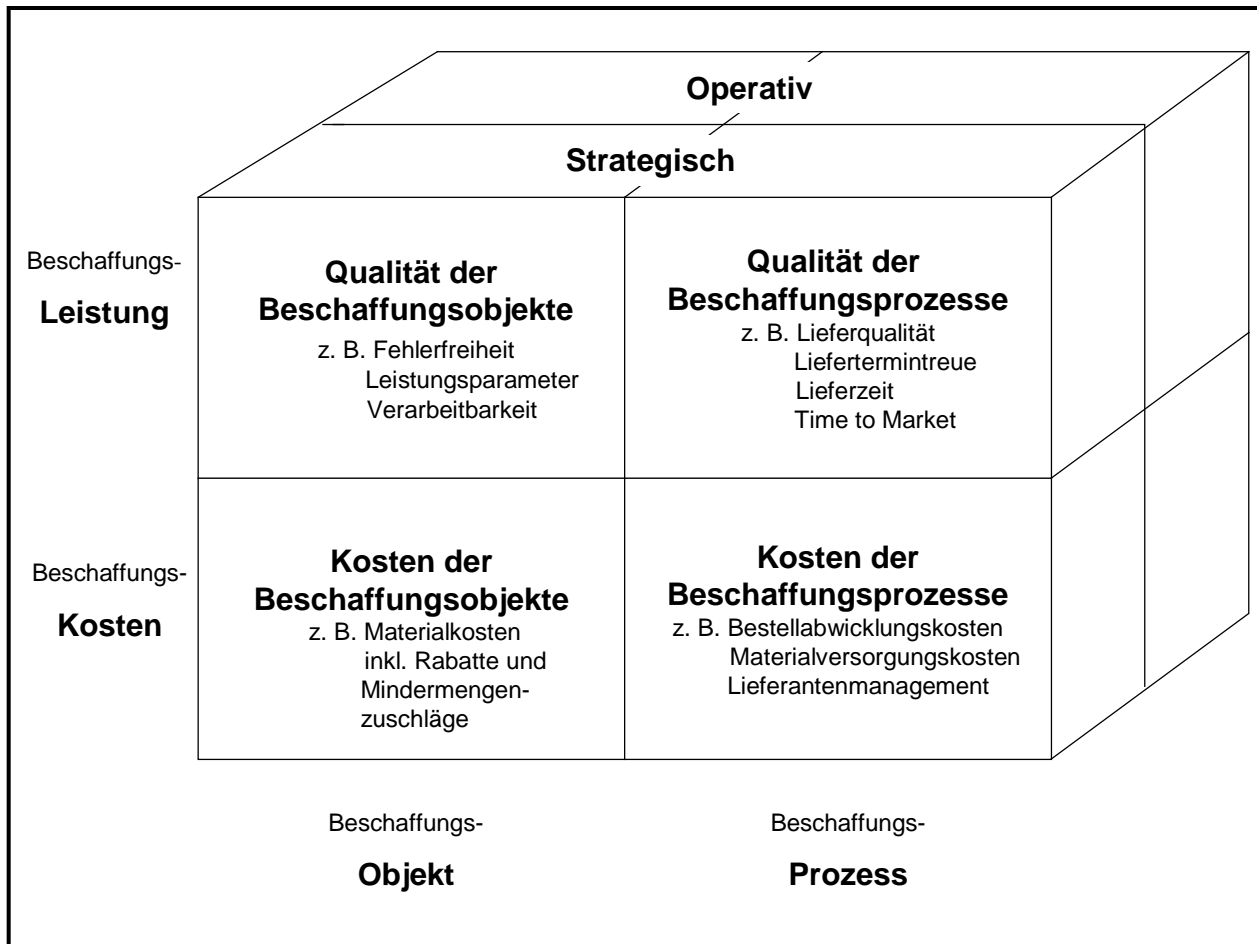 Operativ
Strategisch
Beschaffungs-
Leistung
Qualität der
Beschaffungsobjekte
z. B. Fehlerfreiheit
Leistungsparameter
Verarbeitbarkeit
Qualität der
Beschaffungsprozesse
z. B. Lieferqualität
Liefertermintreue
Lieferzeit
Time to Market
Beschaffungs-
Kosten
Kosten der
Beschaffungsobjekte
z. B. Materialkosten
inkl. Rabatte und
Mindermengen-
zuschläge
Kosten der
Beschaffungsprozesse
z. B. Bestellabwicklungskosten
Materialversorgungskosten
Lieferantenmanagement
Beschaffungs-
Objekt
Beschaffungs-
Prozess